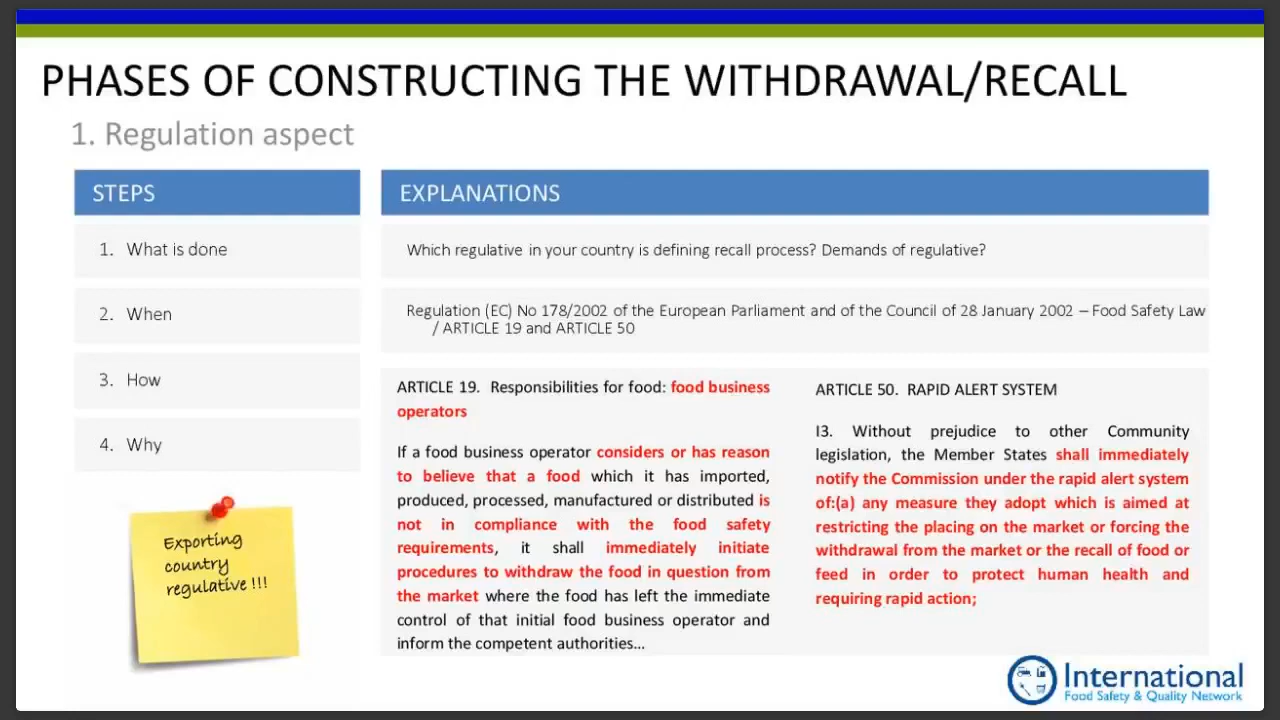 PHASES OF CONSTRUCTING THE WITHDRAWAL/RECALL
1. Regulation aspect
STEPS
EXPLANATIONS
1. What is done
Which regulative in your country is defining recall process? Demands of regulative?
2. When
Regulation (EC) No 178/2002 of the European Parliament and of the Council of 28 January 2002 – Food Safety Law
/ ARTICLE 19 and ARTICLE 50
3. How
4. Why
ARTICLE 19. Responsibilities for food: food business
operators
If a food business operator considers or has reason
to believe that a food which it has imported,
produced, processed, manufactured or distributed is
not in compliance with the food safety
requirements, it shall immediately initiate
procedures to withdraw the food in question from
the market where the food has left the immediate
control of that initial food business operator and
inform the competent authorities...
ARTICLE 50. RAPID ALERT SYSTEM
I3. Without prejudice to other Community
legislation, the Member States shall immediately
notify the Commission under the rapid alert system
of:(a) any measure they adopt which is aimed at
restricting the placing on the market or forcing the
withdrawal from the market or the recall of food or
feed in order to protect human health and
requiring rapid action;
Exporting
country
regulative !!!
International
Food Safety & Quality Network